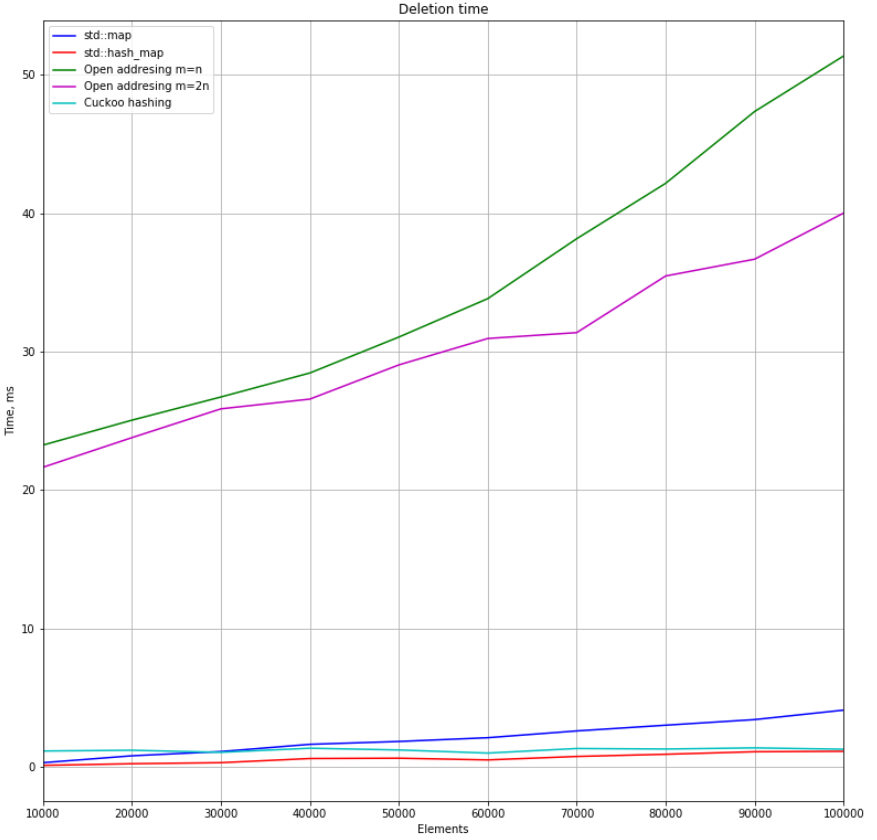 Deletion time
std::map
std::hash_map
Open addresing m=n
Open addresing m=2n
Cuckoo hashing
50
40
30
20
10
0
Time, ms
10000 20000 30000 40000 50000 60000 70000 80000 90000 100000
Elements